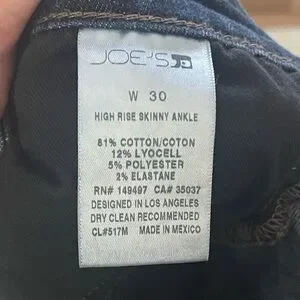 JOE'S
W 30
HIGH RISE SKINNY ANKLE
81% COTTON/COTON
12% LYOCELL
5% POLYESTER
2% ELASTANE
RN# 149497 CA# 35037
DESIGNED IN LOS ANGELES
DRY CLEAN RECOMMENDED
CL#517M MADE IN MEXICO